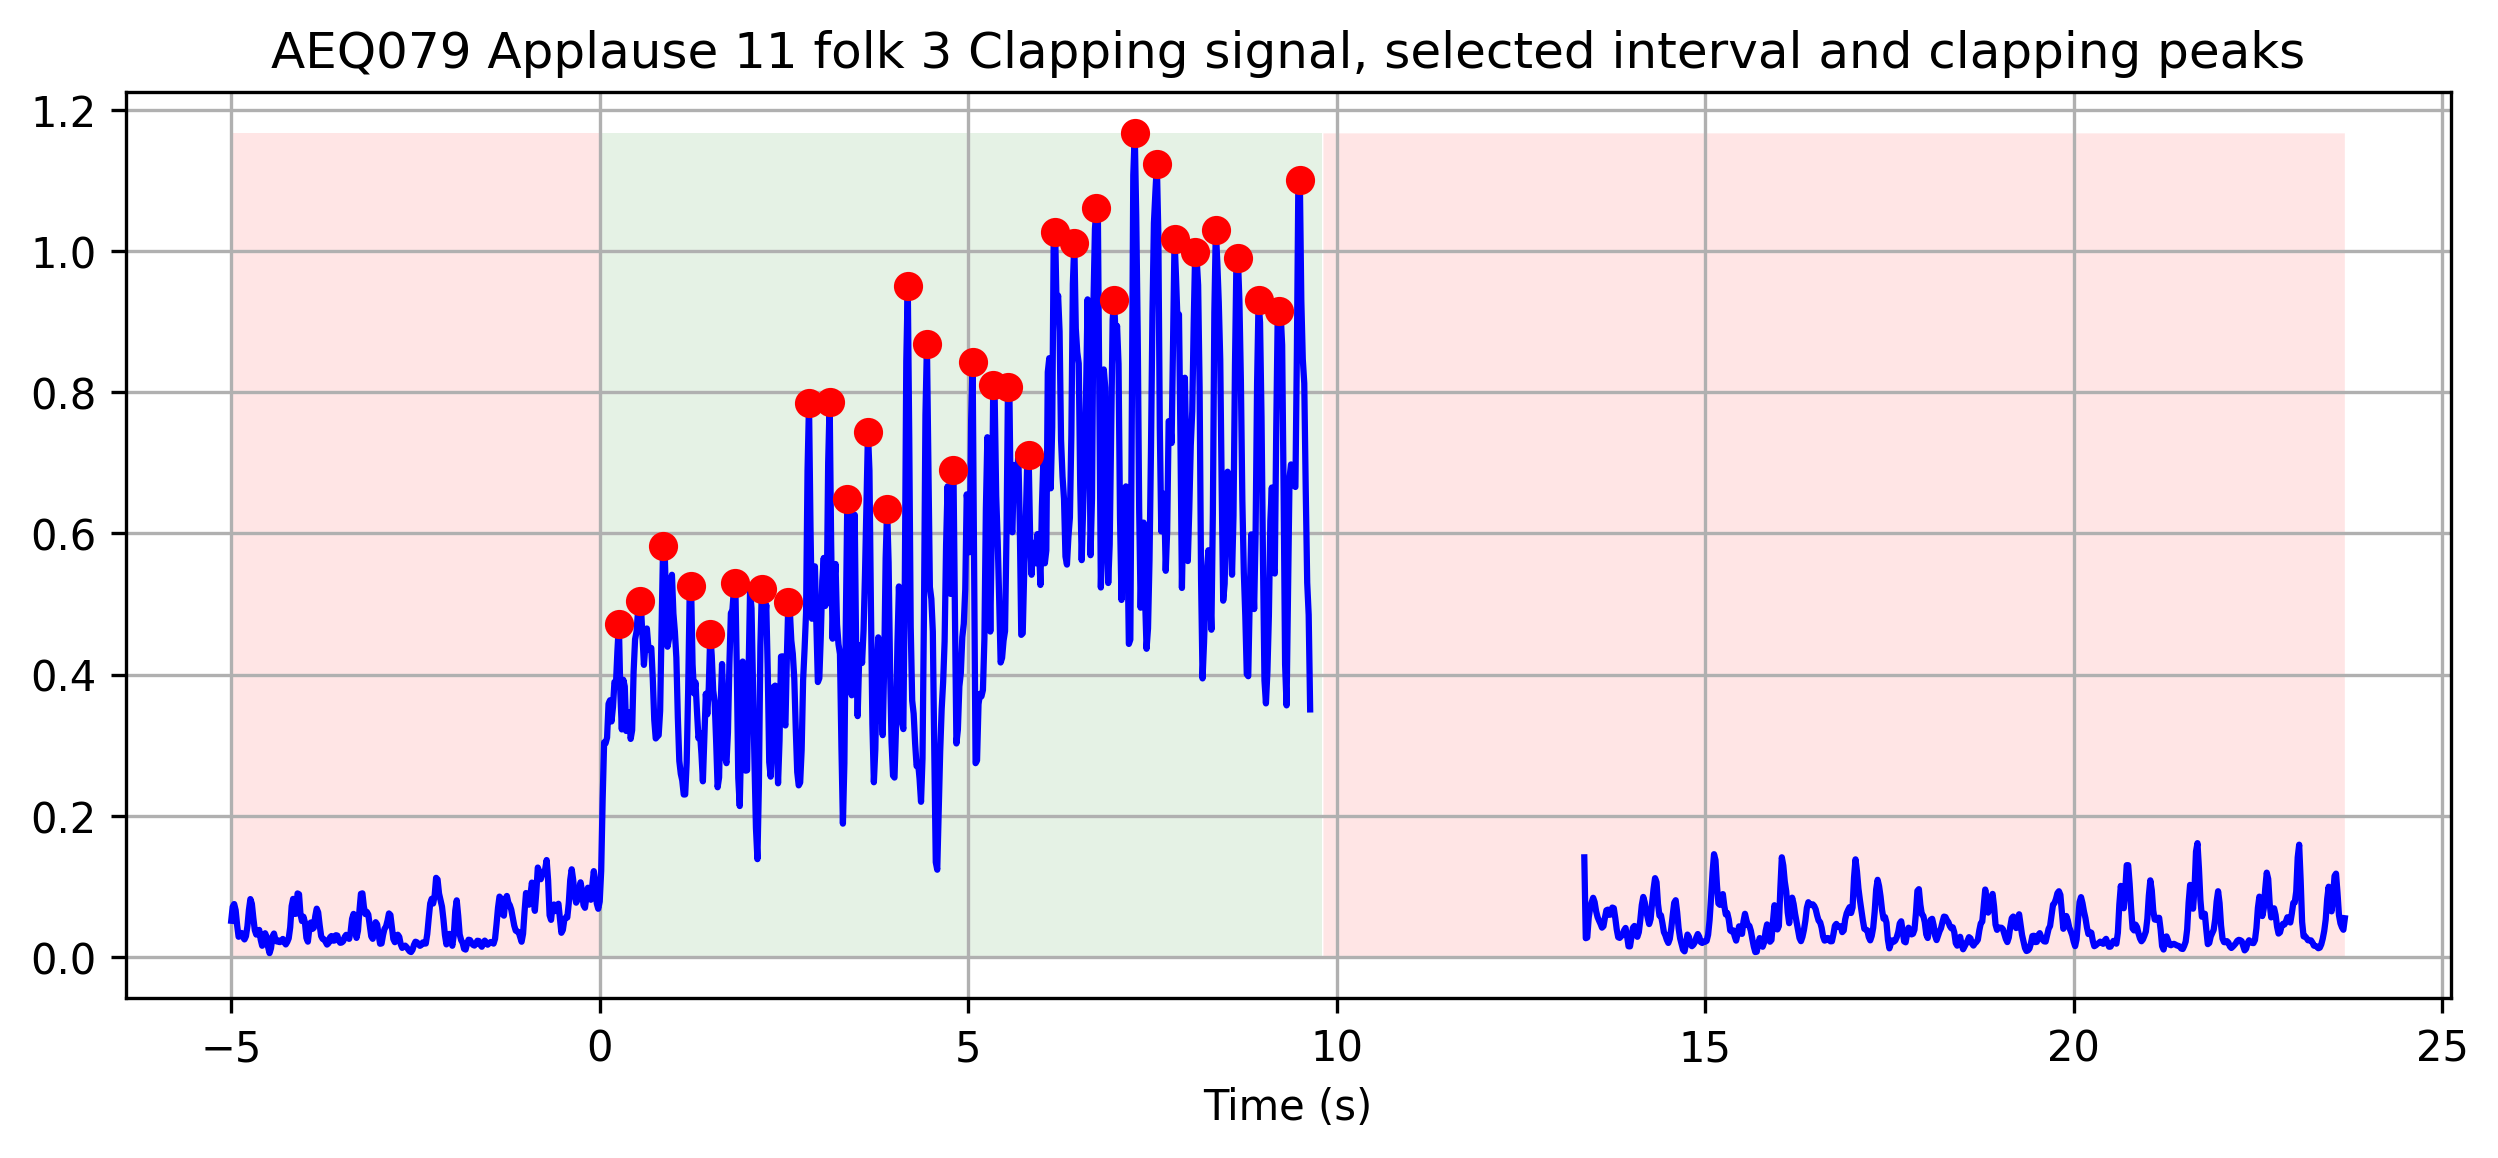 AEQ079 Applause 11 folk 3 Clapping signal, selected interval and clapping peaks
1.2
1.0
0.8
0.6
0.4
0.2
0.0
−5 0 5 10 15 20 25
Time (s)